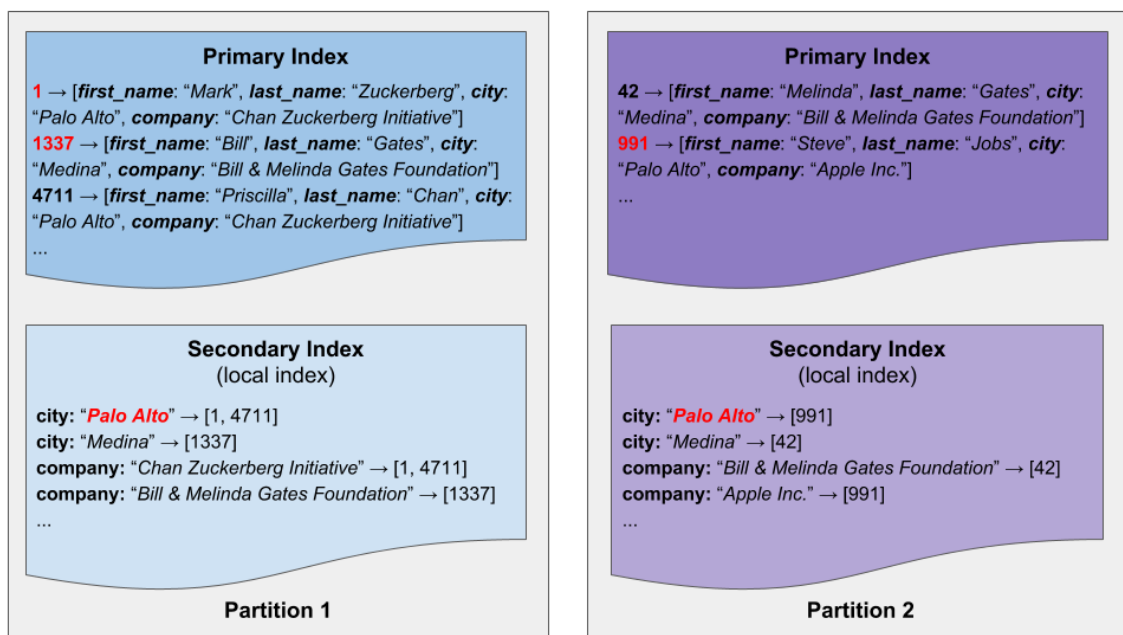 Primary Index
1 → [first_name: “Mark”, last_name: “Zuckerberg”, city:
“Palo Alto”, company: “Chan Zuckerberg Initiative”]
1337 → [first_name: “Bill”, last_name: “Gates”, city:
“Medina”, company: “Bill & Melinda Gates Foundation”]
4711 → [first_name: “Priscilla”, last_name: “Chan”, city:
“Palo Alto”, company: “Chan Zuckerberg Initiative”]
...
Secondary Index
(local index)
city: “Palo Alto” → [1, 4711]
city: “Medina” → [1337]
company: “Chan Zuckerberg Initiative” → [1, 4711]
company: “Bill & Melinda Gates Foundation” → [1337]
...
Partition 1
Primary Index
42 → [first_name: “Melinda”, last_name: “Gates”, city:
“Medina”, company: “Bill & Melinda Gates Foundation”]
991 → [first_name: “Steve”, last_name: “Jobs”, city:
“Palo Alto”, company: “Apple Inc.”]
...
Secondary Index
(local index)
city: “Palo Alto” → [991]
city: “Medina” → [42]
company: “Bill & Melinda Gates Foundation” → [42]
company: “Apple Inc.” → [991]
...
Partition 2